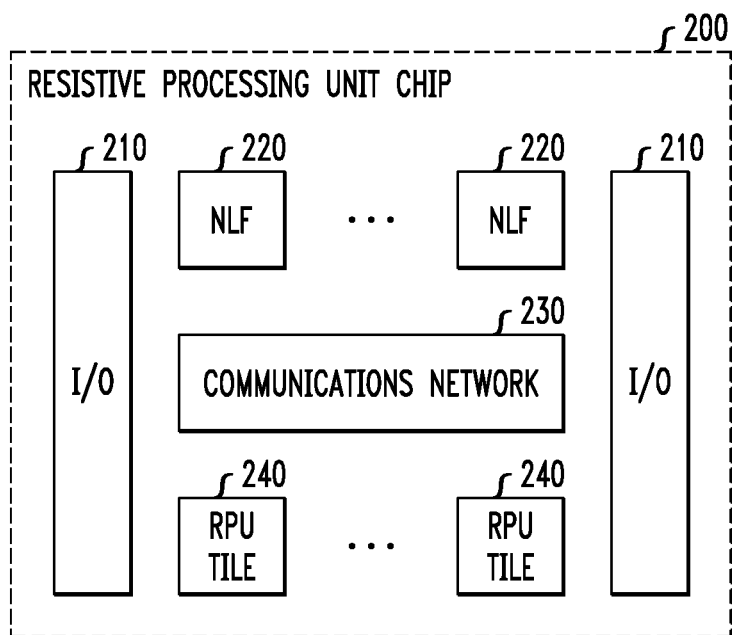 200
RESISTIVE PROCESSING UNIT CHIP
210
220
220
210
NLF
...
NLF
230
I/O
COMMUNICATIONS NETWORK
I/O
240
240
RPU
TILE
...
RPU
TILE